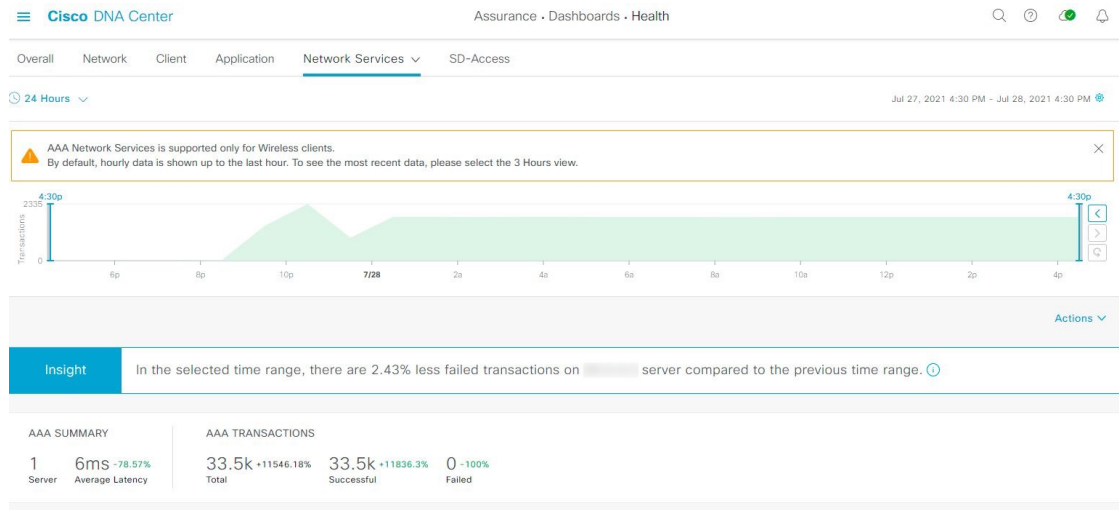 Cisco DNA Center
Assurance · Dashboards · Health
Overall Network Client Application Network Services SD-Access
24 Hours
Jul 27, 2021 4:30 PM - Jul 28, 2021 4:30 PM
AAA Network Services is supported only for Wireless clients.
By default, hourly data is shown up to the last hour. To see the most recent data, please select the 3 Hours view.
4:30p 4:30p
2335
Transactions
0
6p 8p 10p 7/28 2a 4a 6a 8a 10a 12p 2p 4p
Actions
Insight In the selected time range, there are 2.43% less failed transactions on server compared to the previous time range.
AAA SUMMARY AAA TRANSACTIONS
1 6ms -78.57% 33.5k +11546.18% 33.5k +11836.3% 0 -100%
Server Average Latency Total Successful Failed